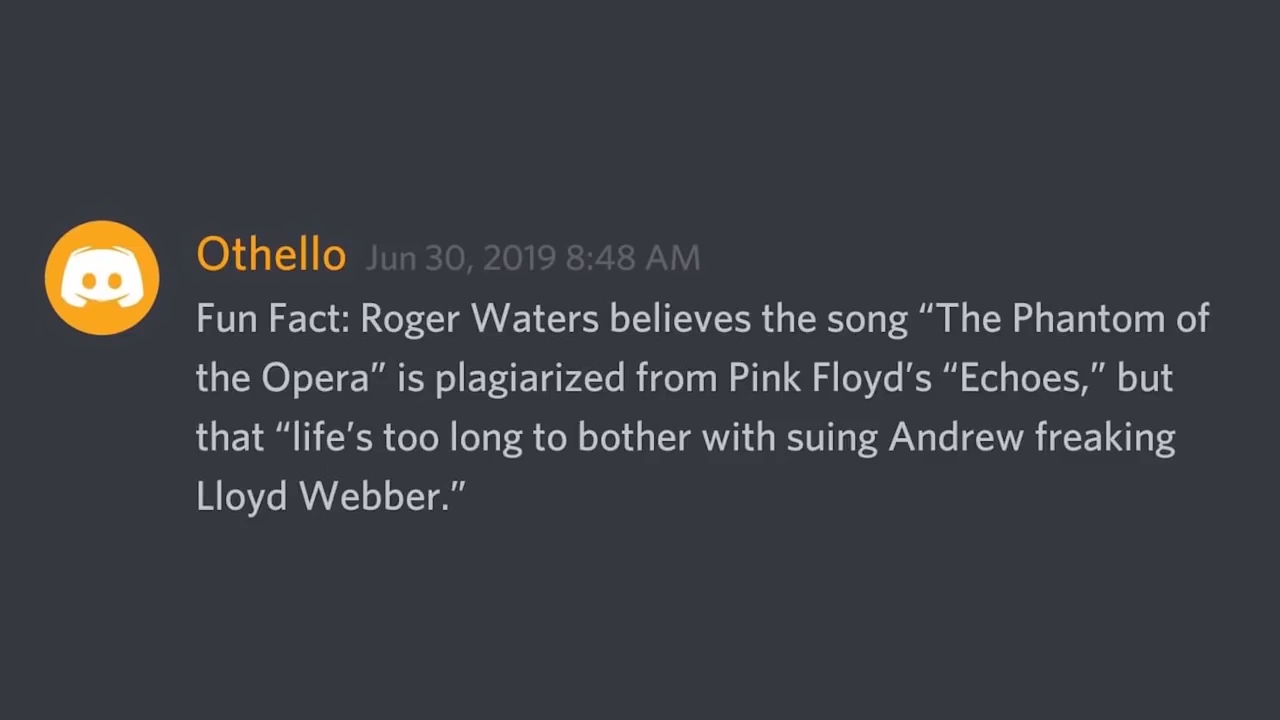 Othello Jun 30, 2019 8:48 AM
Fun Fact: Roger Waters believes the song “The Phantom of
the Opera” is plagiarized from Pink Floyd’s “Echoes,” but
that “life’s too long to bother with suing Andrew freaking
Lloyd Webber.”